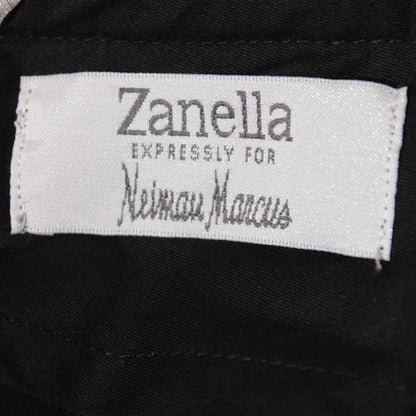 Zanella
EXPRESSLY FOR
Neiman Marcus